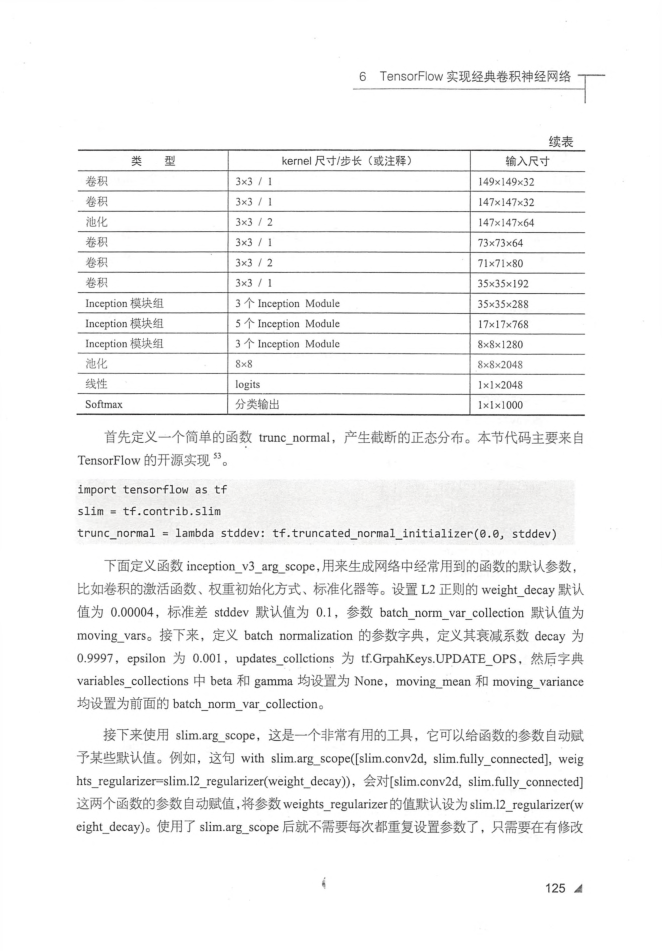 6 TensorFlow 实现经典卷积神经网络
续表
类 型 kernel 尺寸/步长（或注释） 输入尺寸
卷积 3×3 / 1 149×149×32
卷积 3×3 / 1 147×147×32
池化 3×3 / 2 147×147×64
卷积 3×3 / 1 73×73×64
卷积 3×3 / 2 71×71×80
卷积 3×3 / 1 35×35×192
Inception 模块组 3 个 Inception Module 35×35×288
Inception 模块组 5 个 Inception Module 17×17×768
Inception 模块组 3 个 Inception Module 8×8×1280
池化 8×8 8×8×2048
线性 logits 1×1×2048
Softmax 分类输出 1×1×1000
首先定义一个简单的函数 trunc_normal，产生截断的正态分布。本节代码主要来自
TensorFlow 的开源实现 53。
import tensorflow as tf
slim = tf.contrib.slim
trunc_normal = lambda stddev: tf.truncated_normal_initializer(0.0, stddev)
下面定义函数 inception_v3_arg_scope，用来生成网络中经常用到的函数的默认参数，
比如卷积的激活函数、权重初始化方式、标准化器等。设置 L2 正则的 weight_decay 默认
值为 0.00004，标准差 stddev 默认值为 0.1，参数 batch_norm_var_collection 默认值为
moving_vars。接下来，定义 batch normalization 的参数字典，定义其衰减系数 decay 为
0.9997，epsilon 为 0.001，updates_collctions 为 tf.GrpahKeys.UPDATE_OPS，然后字典
variables_collections 中 beta 和 gamma 均设置为 None，moving_mean 和 moving_variance
均设置为前面的 batch_norm_var_collection。
接下来使用 slim.arg_scope，这是一个非常有用的工具，它可以给函数的参数自动赋
予某些默认值。例如，这句 with slim.arg_scope([slim.conv2d, slim.fully_connected], weig
hts_regularizer=slim.l2_regularizer(weight_decay))，会对[slim.conv2d, slim.fully_connected]
这两个函数的参数自动赋值，将参数 weights_regularizer 的值默认设为 slim.l2_regularizer(w
eight_decay)。使用了 slim.arg_scope 后就不需要每次都重复设置参数了，只需要在有修改
125